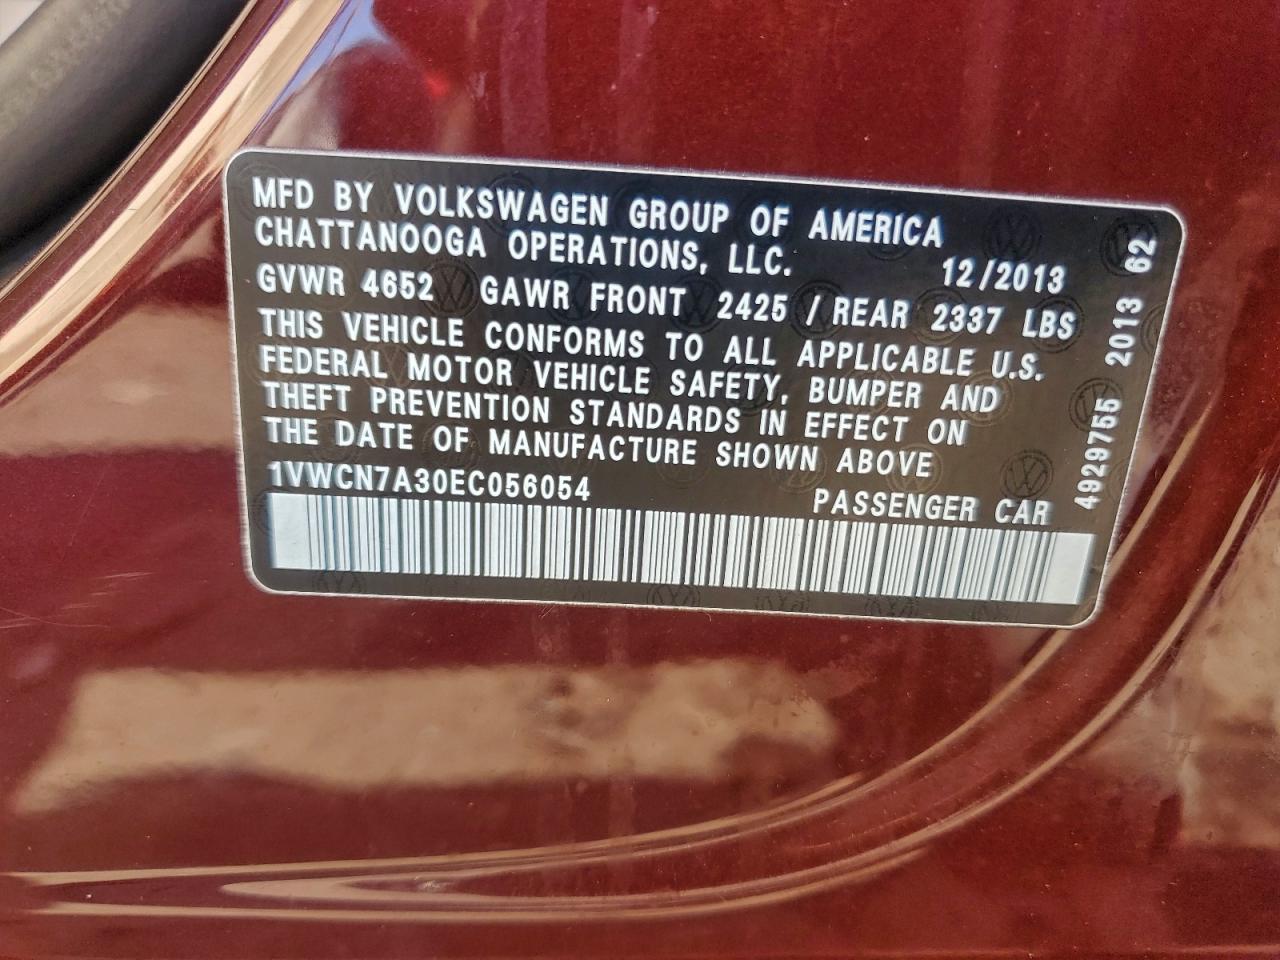 MFD BY VOLKSWAGEN GROUP OF AMERICA
CHATTANOOGA OPERATIONS, LLC.
12/2013
GVWR 4652 GAWR FRONT 2425 / REAR 2337 LBS
THIS VEHICLE CONFORMS TO ALL APPLICABLE U.S.
FEDERAL MOTOR VEHICLE SAFETY, BUMPER AND
THEFT PREVENTION STANDARDS IN EFFECT ON
THE DATE OF MANUFACTURE SHOWN ABOVE
1VWCN7A30EC056054
PASSENGER CAR
4929755 2013 62